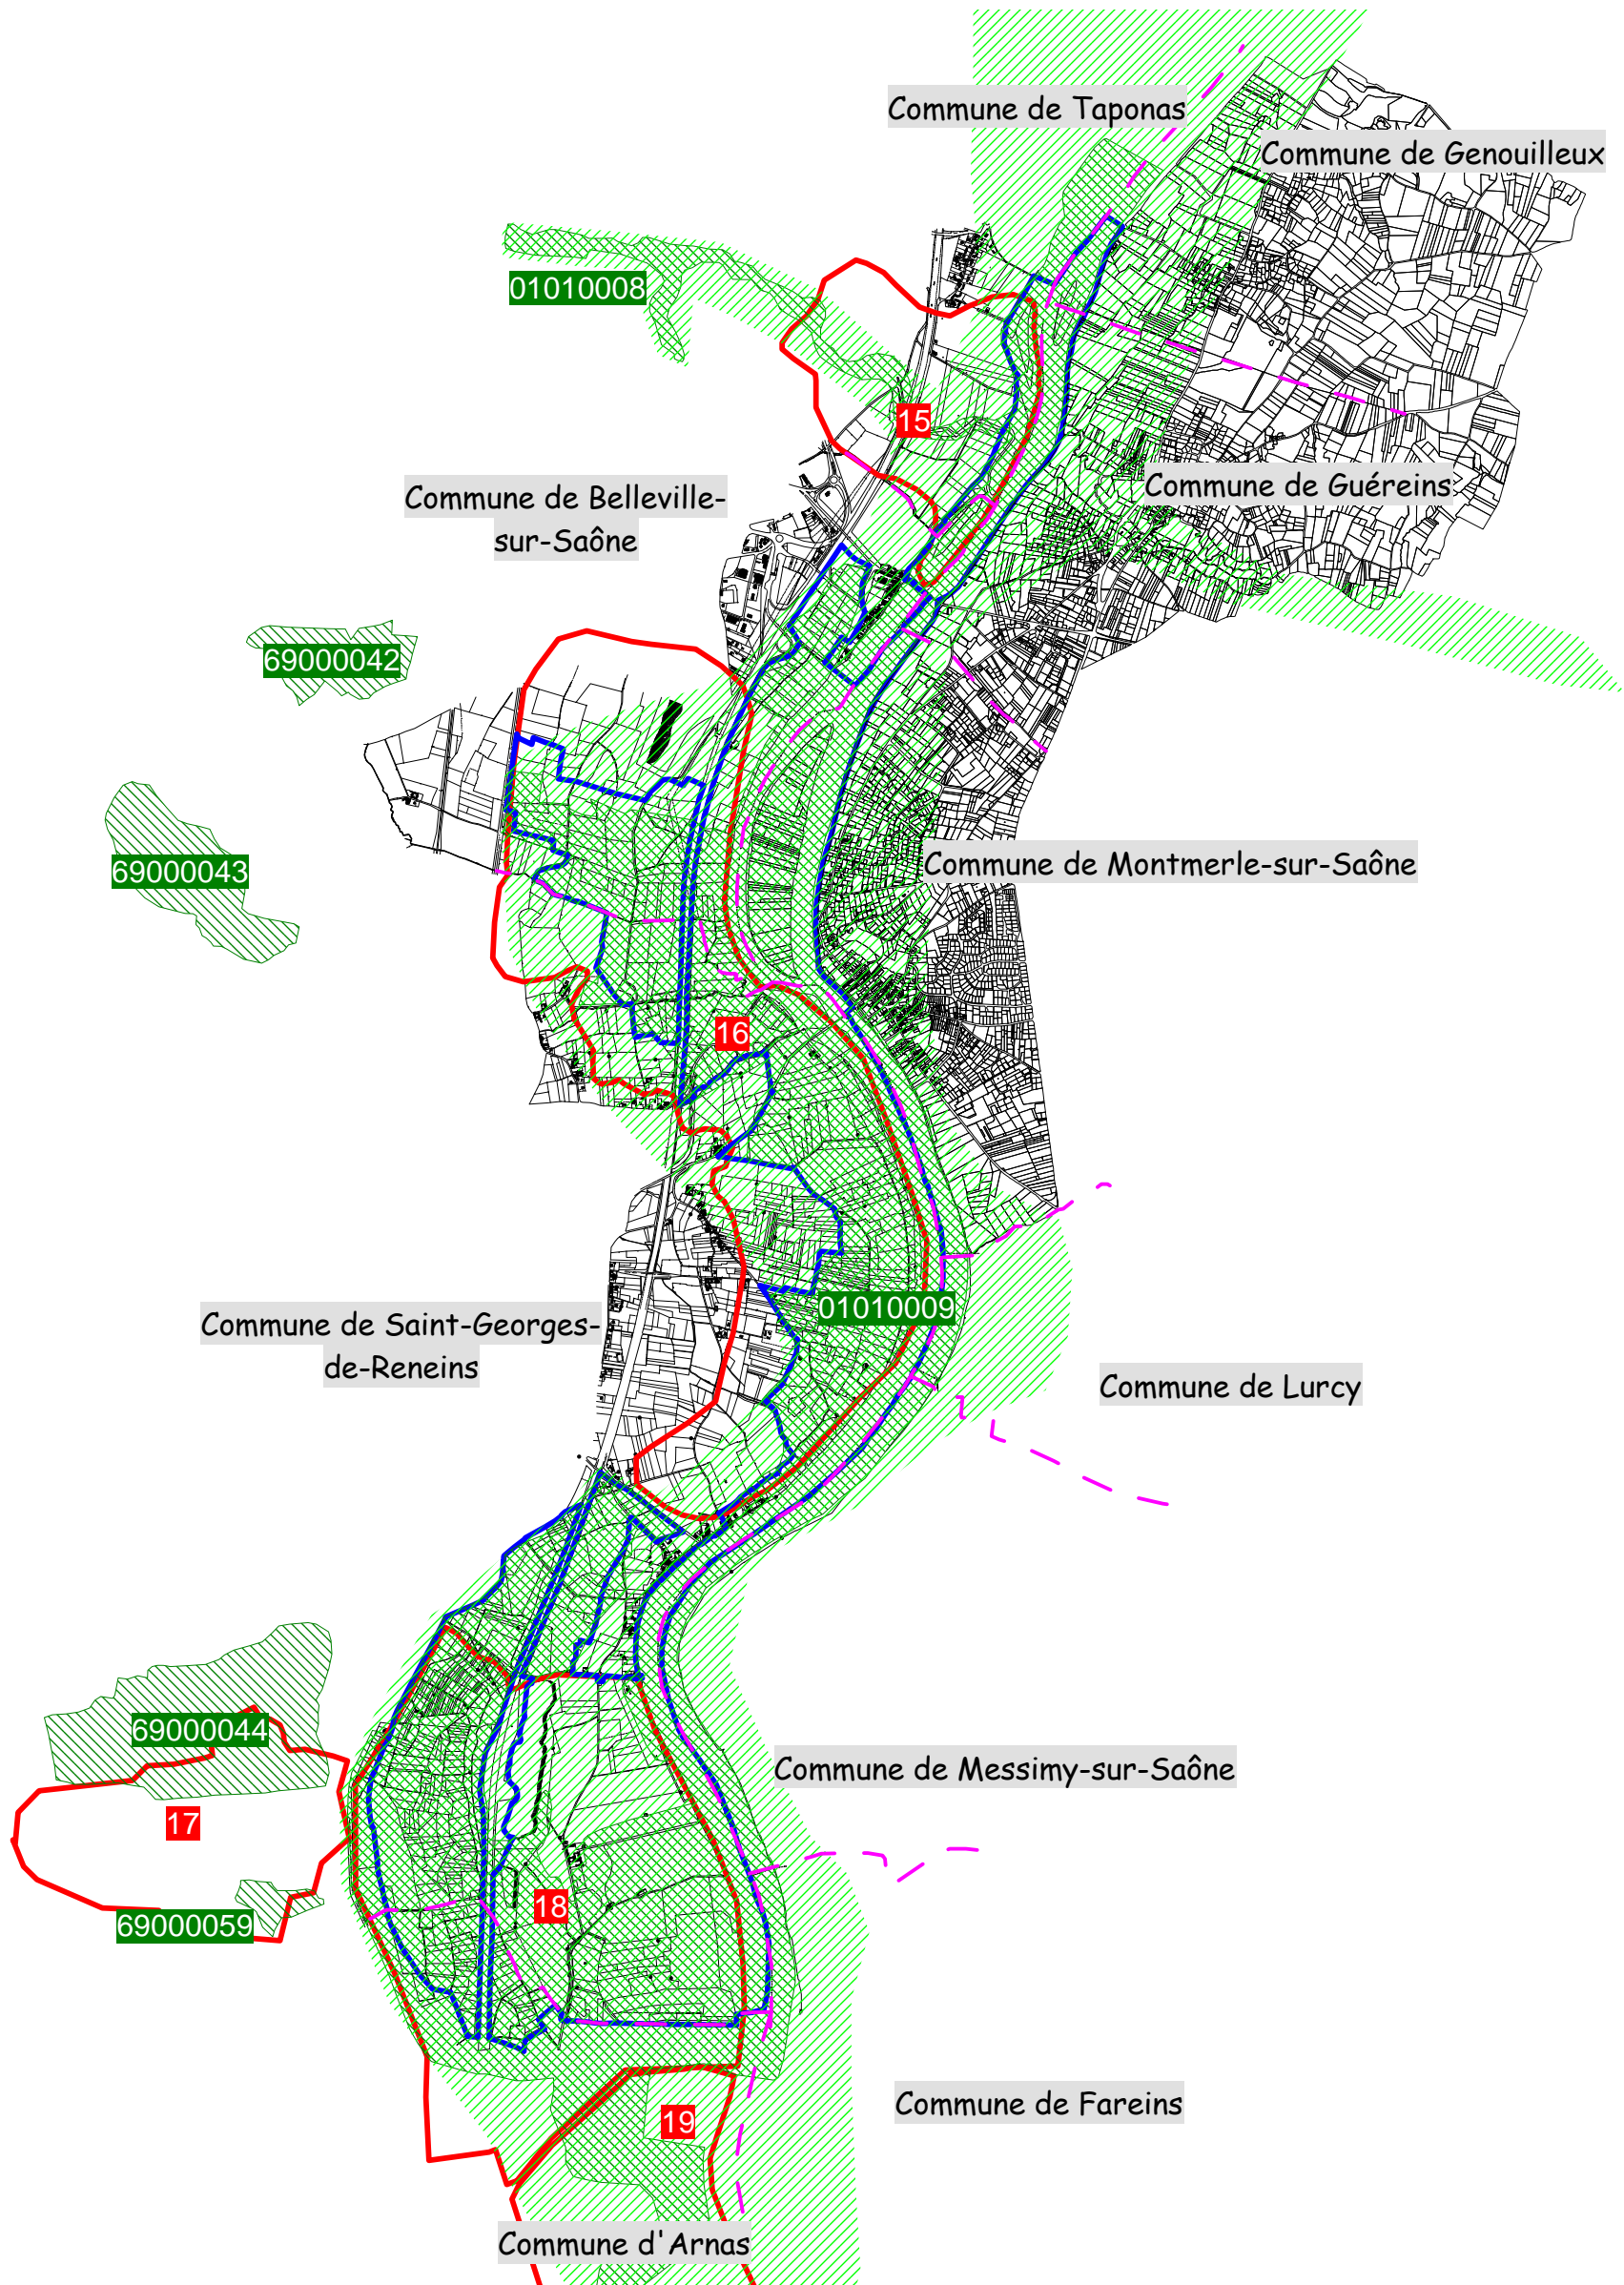 Commune de Taponas
Commune de Genouilleux
01010008
15
Commune de Guéreins
Commune de Belleville-
sur-Saône
69000042
Commune de Montmerle-sur-Saône
69000043
16
01010009
Commune de Saint-Georges-
de-Reneins
Commune de Lurcy
69000044
Commune de Messimy-sur-Saône
17
18
69000059
Commune de Fareins
19
Commune d'Arnas